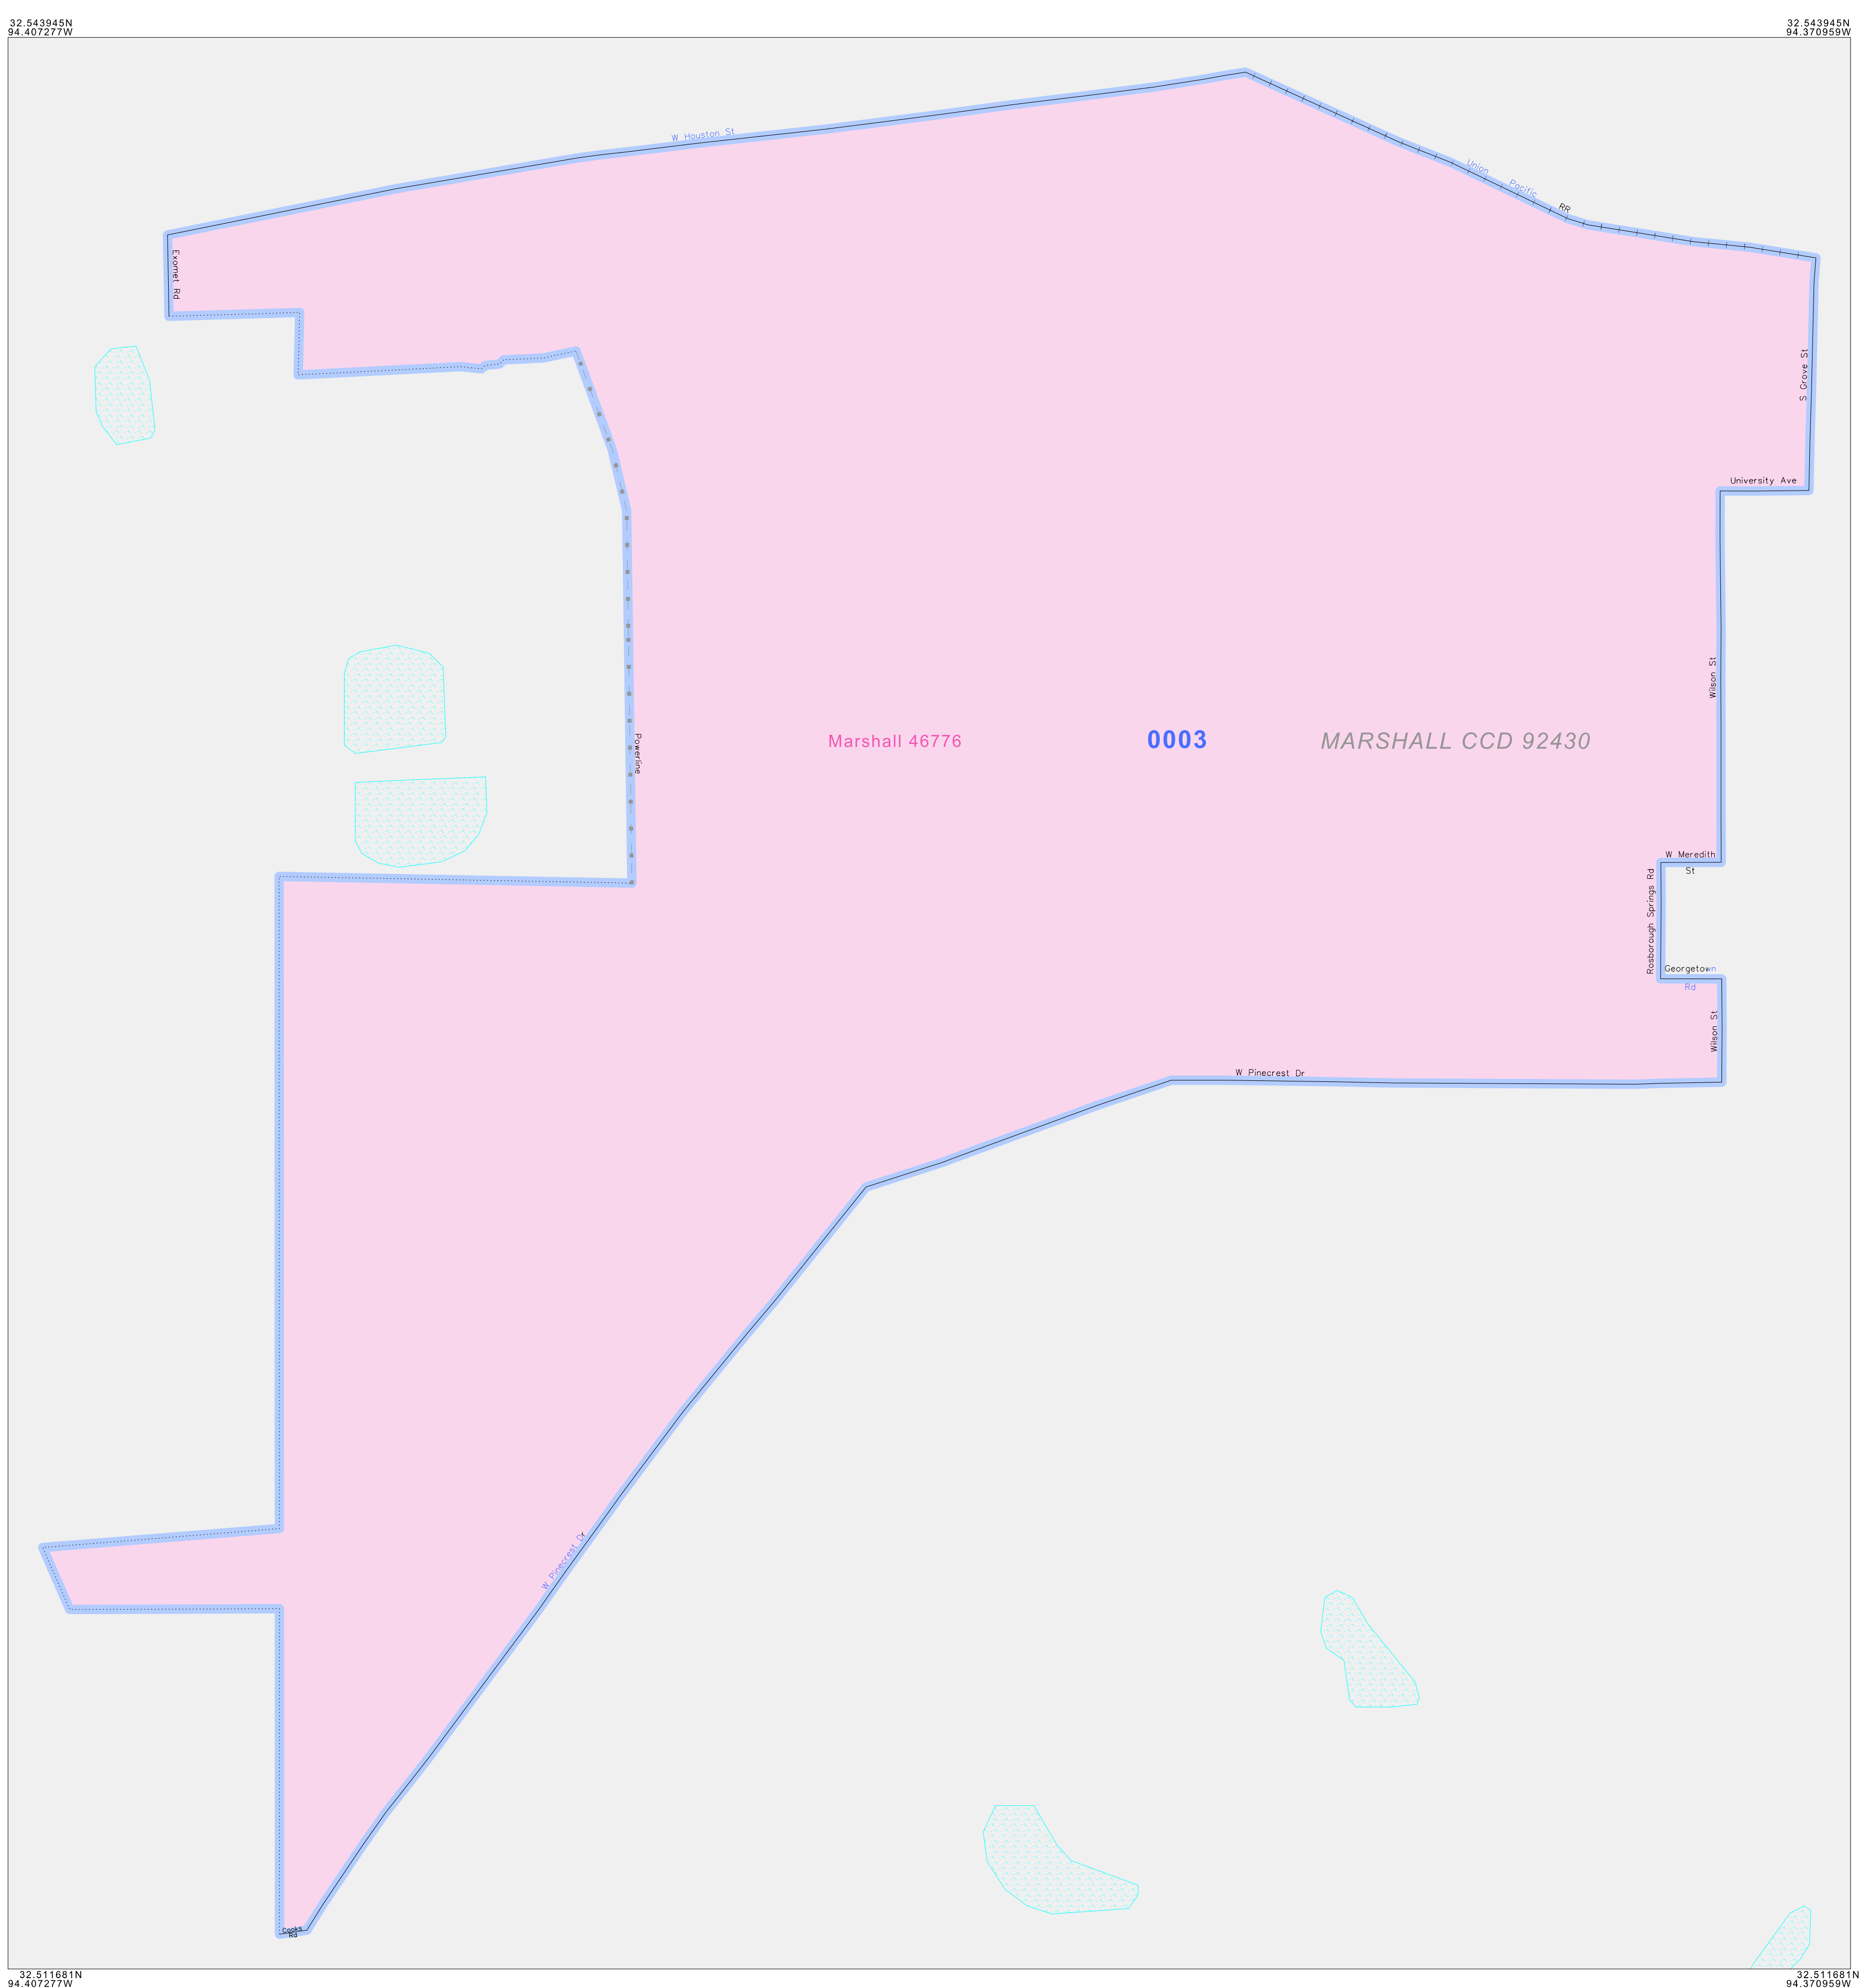 32.543945N
94.407277W
32.543945N
94.370959W
W Houston St
Union Pacific RR
Exomet Rd
S Grove St
University Ave
Wilson St
Powerline
Marshall 46776
0003
MARSHALL CCD 92430
W Meredith
St
Rosborough Springs Rd
Georgetown
Rd
Wilson St
W Pinecrest Dr
W Pinecrest Dr
Cooks
Rd
32.511681N
94.407277W
32.511681N
94.370959W